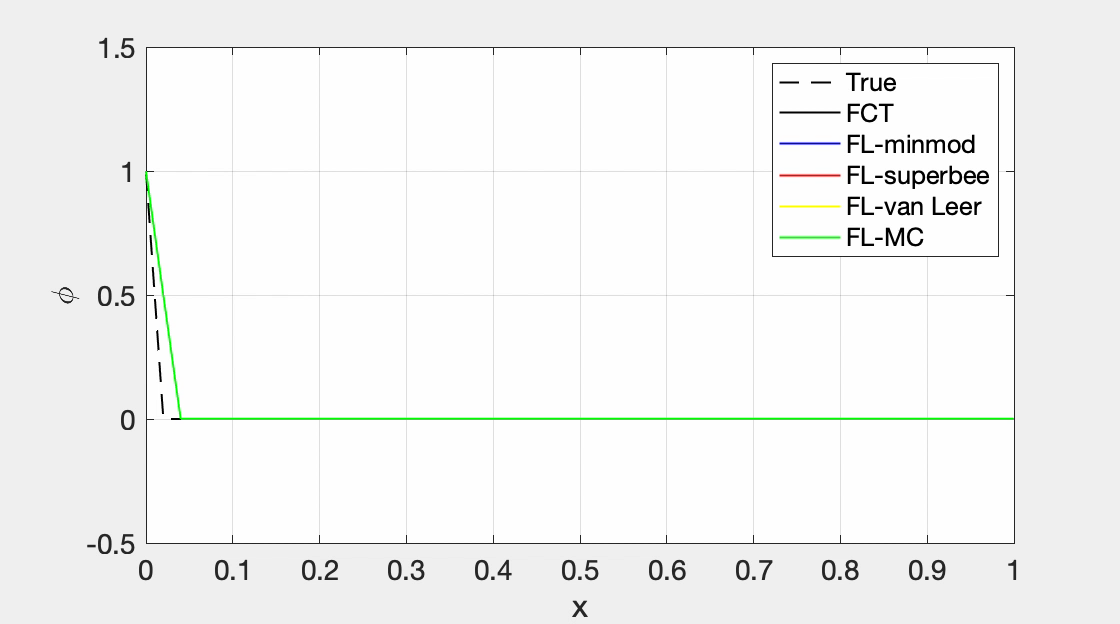 1.5
1
0.5
0
-0.5
ϕ
0 0.1 0.2 0.3 0.4 0.5 0.6 0.7 0.8 0.9 1
x
True
FCT
FL-minmod
FL-superbee
FL-van Leer
FL-MC